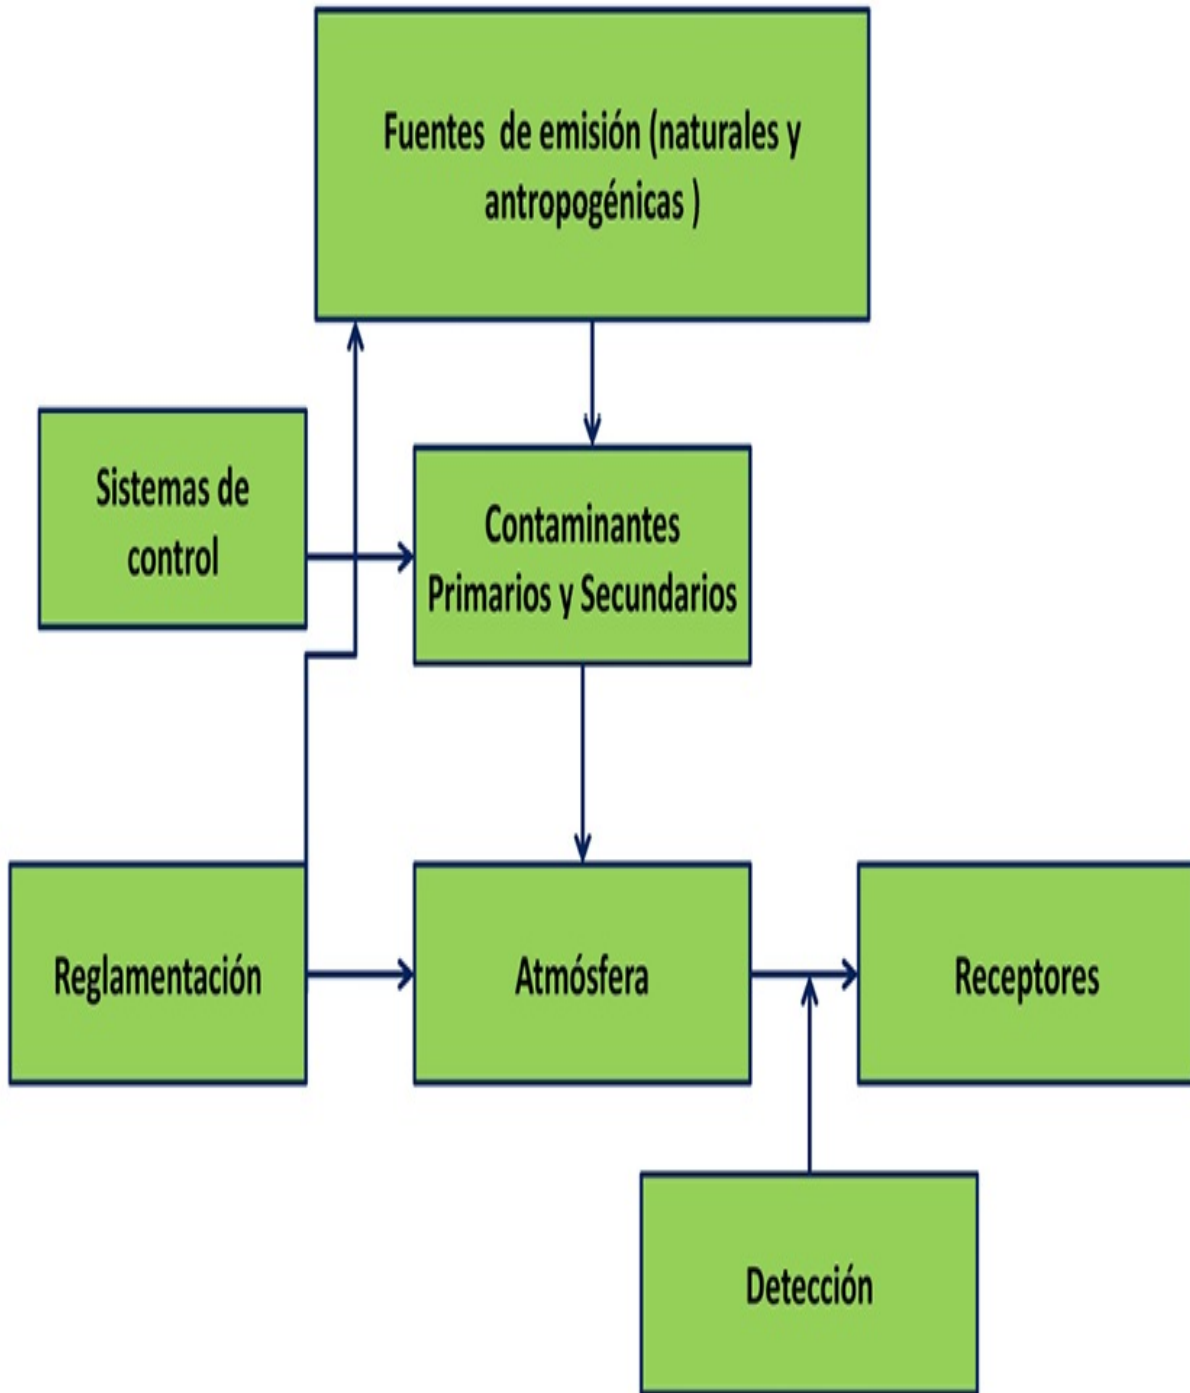 Fuentes de emisión (naturales y
antropogénicas )
Sistemas de
control
Contaminantes
Primarios y Secundarios
Reglamentación
Atmósfera
Receptores
Detección